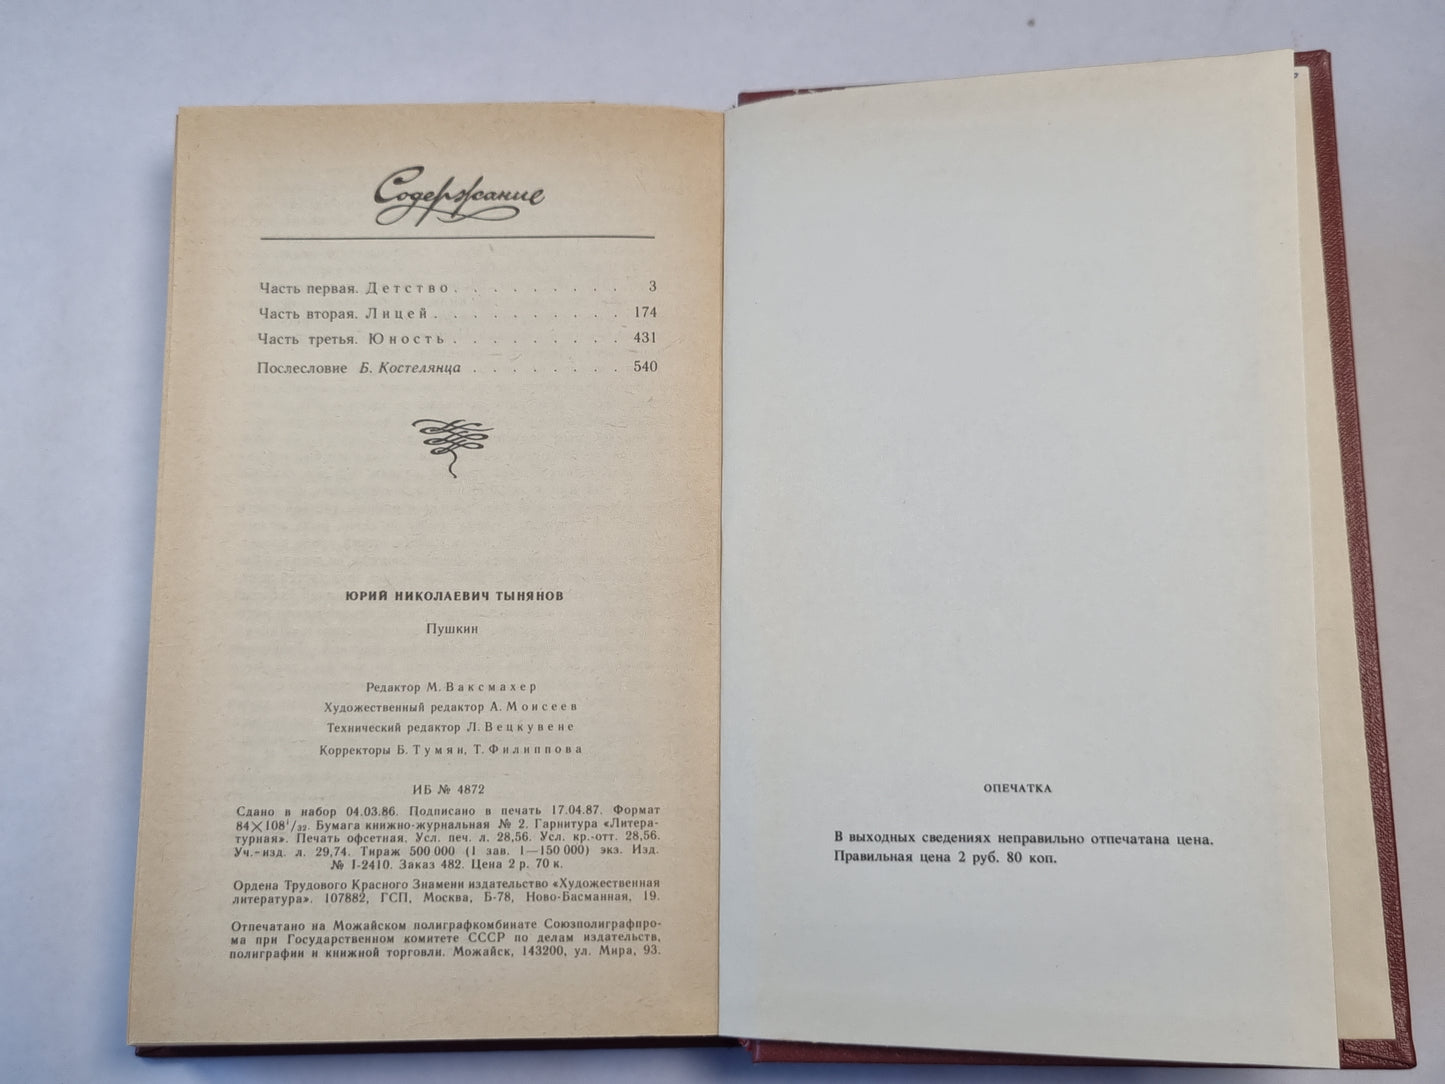 Содержание
Часть первая. Детство. . . . . . . . . . 3
Часть вторая. Лицей. . . . . . . . . . . 174
Часть третья. Юность. . . . . . . . . . 431
Послесловие Б. Костелянца . . . . . . . . 540
ЮРИЙ НИКОЛАЕВИЧ ТЫНЯНОВ
Пушкин
Редактор М. Ваксмахер
Художественный редактор А. Моисеев
Технический редактор Л. Вецкувене
Корректоры Б. Тумян, Т. Филиппова
ИБ № 4872
Сдано в набор 04.03.86. Подписано в печать 17.04.87. Формат
84×108¹/₃₂. Бумага книжно-журнальная № 2. Гарнитура «Литера-
турная». Печать офсетная. Усл. печ. л. 28,56. Усл. кр.-отт. 28,56.
Уч.-изд. л. 29,74. Тираж 500 000 (1 зав. 1—150 000) экз. Изд.
№ I-2410. Заказ 482. Цена 2 р. 70 к.
Ордена Трудового Красного Знамени издательство «Художественная
литература». 107882, ГСП, Москва, Б-78, Ново-Басманная, 19.
Отпечатано на Можайском полиграфкомбинате Союзполиграфпро-
ма при Государственном комитете СССР по делам издательств,
полиграфии и книжной торговли. Можайск, 143200, ул. Мира, 93.
ОПЕЧАТКА
В выходных сведениях неправильно отпечатана цена.
Правильная цена 2 руб. 80 коп.